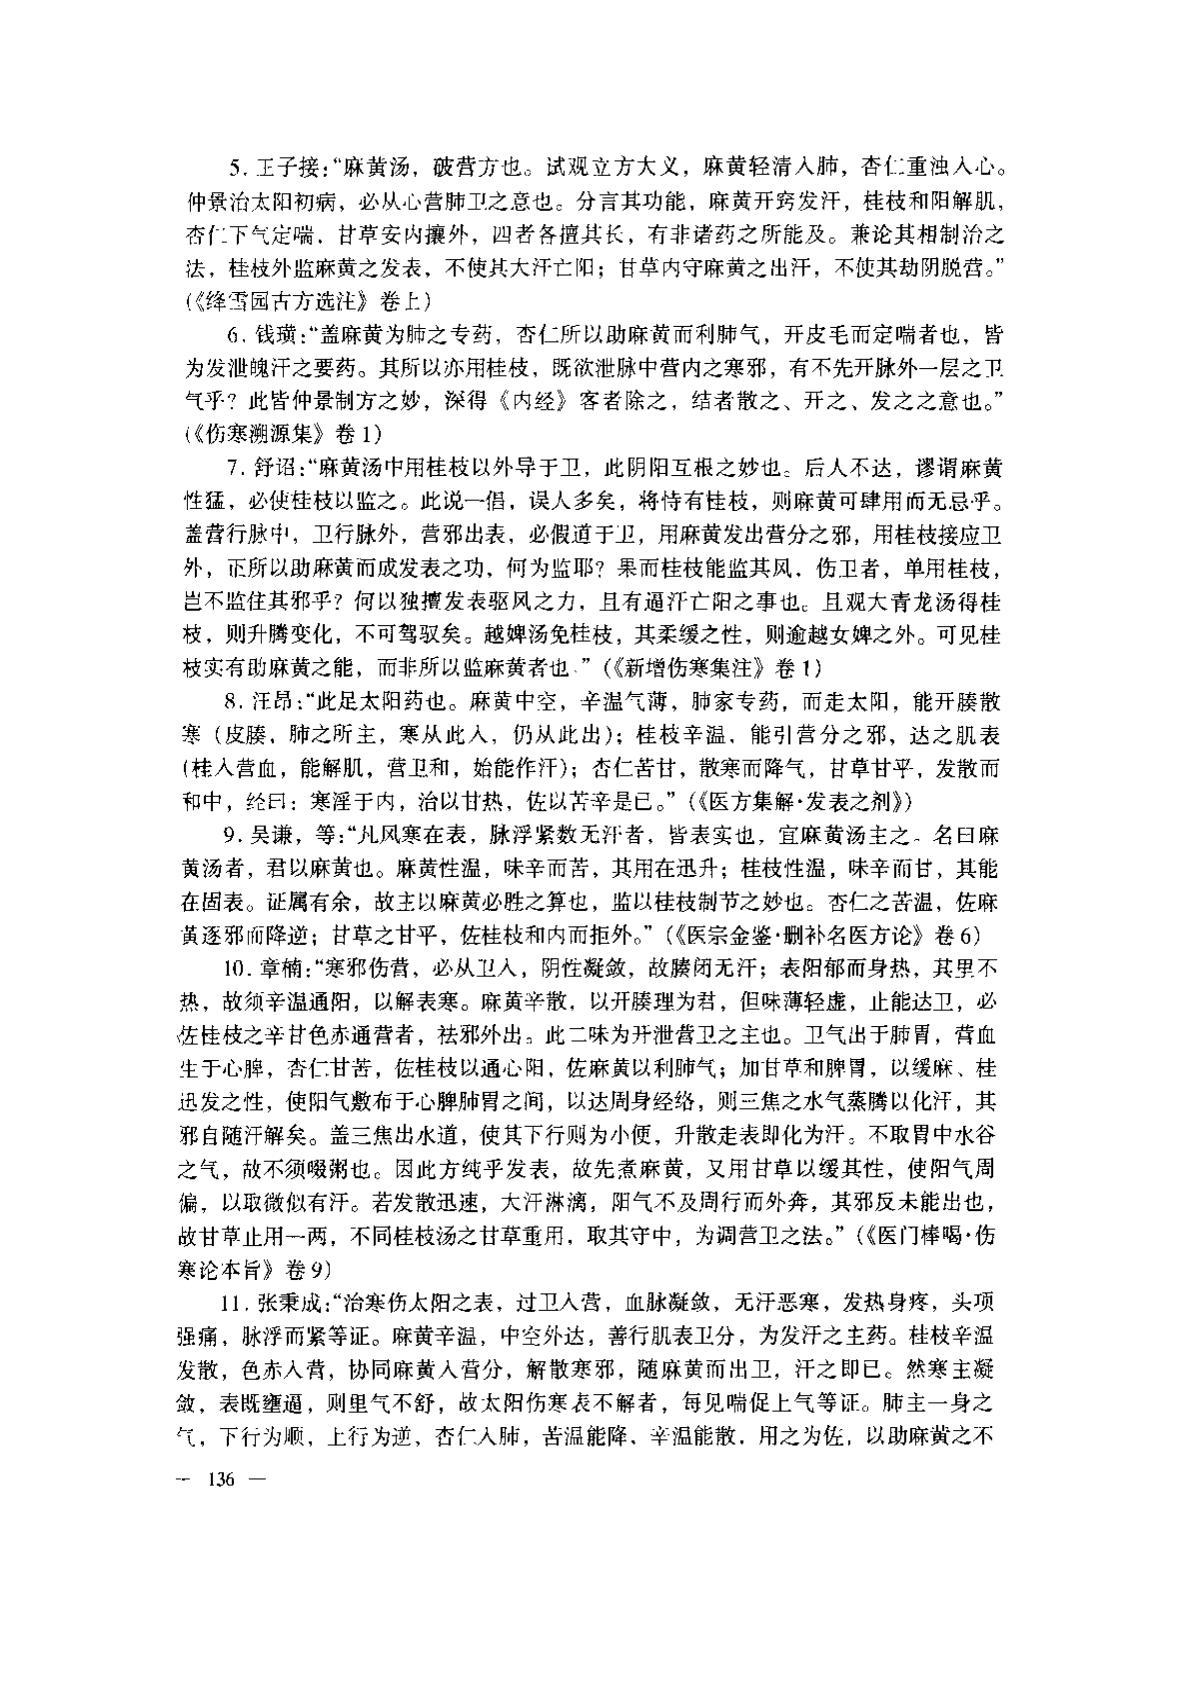 5. 王子接:“麻黄汤，破营方也。试观立方大义，麻黄轻清入肺，杏仁重浊入心。
仲景治太阳初病，必从心营肺卫之意也。分言其功能，麻黄开窍发汗，桂枝和阳解肌，
杏仁下气定喘，甘草安内攘外，四者各擅其长，有非诸药之所能及。兼论其相制治之
法，桂枝外监麻黄之发表，不使其大汗亡阳；甘草内守麻黄之出汗，不使其劫阴脱营。”
(《绛雪园古方选注》卷上)
6. 钱璜:“盖麻黄为肺之专药，杏仁所以助麻黄而利肺气，开皮毛而定喘者也，皆
为发泄魄汗之要药。其所以亦用桂枝，既欲泄脉中营内之寒邪，有不先开脉外一层之卫
气乎？此皆仲景制方之妙，深得《内经》客者除之，结者散之、开之、发之之意也。”
(《伤寒溯源集》卷1)
7. 舒诏:“麻黄汤中用桂枝以外导于卫，此阴阳互根之妙也。后人不达，谬谓麻黄
性猛，必使桂枝以监之。此说一倡，误人多矣，将恃有桂枝，则麻黄可肆用而无忌乎。
盖营行脉中，卫行脉外，营邪出表，必假道于卫，用麻黄发出营分之邪，用桂枝接应卫
外，正所以助麻黄而成发表之功，何为监耶？果而桂枝能监其风，伤卫者，单用桂枝，
岂不监住其邪乎？何以独擅发表驱风之力，且有逼汗亡阳之事也。且观大青龙汤得桂
枝，则升腾变化，不可驾驭矣。越婢汤免桂枝，其柔缓之性，则逾越女婢之外。可见桂
枝实有助麻黄之能，而非所以监麻黄者也。”(《新增伤寒集注》卷1)
8. 汪昂:“此足太阳药也。麻黄中空，辛温气薄，肺家专药，而走太阳，能开腠散
寒（皮腠，肺之所主，寒从此入，仍从此出)；桂枝辛温，能引营分之邪，达之肌表
(桂入营血，能解肌，营卫和，始能作汗)；杏仁苦甘，散寒而降气，甘草甘平，发散而
和中，经曰：寒淫于内，治以甘热，佐以苦辛是已。”(《医方集解·发表之剂》)
9. 吴谦，等:“凡风寒在表，脉浮紧数无汗者，皆表实也，宜麻黄汤主之。名曰麻
黄汤者，君以麻黄也。麻黄性温，味辛而苦，其用在迅升；桂枝性温，味辛而甘，其能
在固表。证属有余，故主以麻黄必胜之算也，监以桂枝制节之妙也。杏仁之苦温，佐麻
黄逐邪而降逆；甘草之甘平，佐桂枝和内而拒外。”(《医宗金鉴·删补名医方论》卷6)
10. 章楠:“寒邪伤营，必从卫入，阴性凝敛，故腠闭无汗；表阳郁而身热，其里不
热，故须辛温通阳，以解表寒。麻黄辛散，以开腠理为君，但味薄轻虚，止能达卫，必
佐桂枝之辛甘色赤通营者，祛邪外出。此二味为开泄营卫之主也。卫气出于肺胃，营血
生于心脾，杏仁甘苦，佐桂枝以通心阳，佐麻黄以利肺气；加甘草和脾胃，以缓麻、桂
迅发之性，使阳气敷布于心脾肺胃之间，以达周身经络，则三焦之水气蒸腾以化汗，其
邪自随汗解矣。盖三焦出水道，使其下行则为小便，升散走表即化为汗。不取胃中水谷
之气，故不须啜粥也。因此方纯乎发表，故先煮麻黄，又用甘草以缓其性，使阳气周
偏，以取微似有汗。若发散迅速，大汗淋漓，阳气不及周行而外奔，其邪反未能出也，
故甘草止用一两，不同桂枝汤之甘草重用，取其守中，为调营卫之法。”(《医门棒喝·伤
寒论本旨》卷9)
11. 张秉成:“治寒伤太阳之表，过卫入营，血脉凝敛，无汗恶寒，发热身疼，头项
强痛，脉浮而紧等证。麻黄辛温，中空外达，善行肌表卫分，为发汗之主药。桂枝辛温
发散，色赤入营，协同麻黄入营分，解散寒邪，随麻黄而出卫，汗之即已。然寒主凝
敛，表既壅遏，则里气不舒，故太阳伤寒表不解者，每见喘促上气等证。肺主一身之
气，下行为顺，上行为逆，杏仁入肺，苦温能降、辛温能散，用之为佐，以助麻黄之不
— 136 —